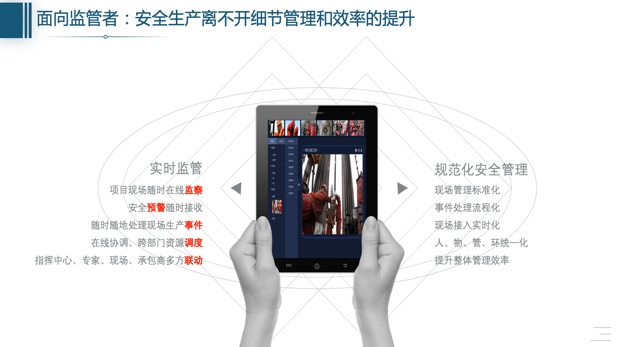 面向监管者：安全生产离不开细节管理和效率的提升
实时监管
项目现场随时在线监察
安全预警随时接收
随时随地处理现场生产事件
在线协调、跨部门资源调度
指挥中心、专家、现场、承包商多方联动
规范化安全管理
现场管理标准化
事件处理流程化
现场接入实时化
人、物、管、环统一化
提升整体管理效率